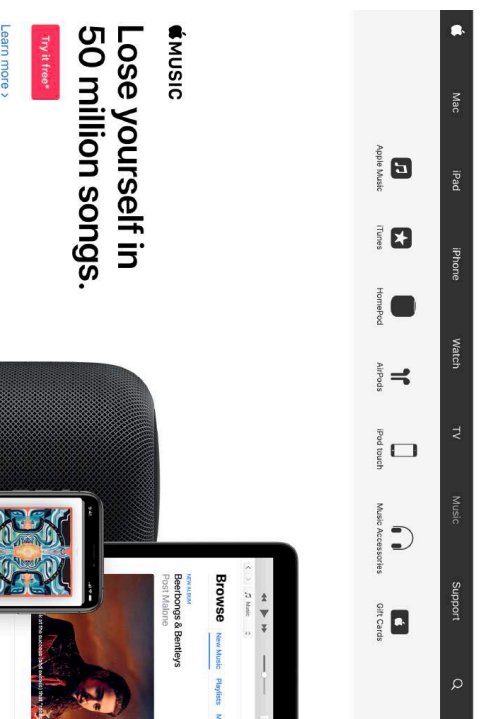 Mac iPad iPhone Watch TV Music Support
Apple Music iTunes HomePod AirPods iPod touch Music Accessories Gift Cards
MUSIC
Lose yourself in
50 million songs.
Try it free*
Learn more >
9:41
Music
Browse New Music Playlists M
NEW ALBUM
Beerbongs & Bentleys
Post Malone